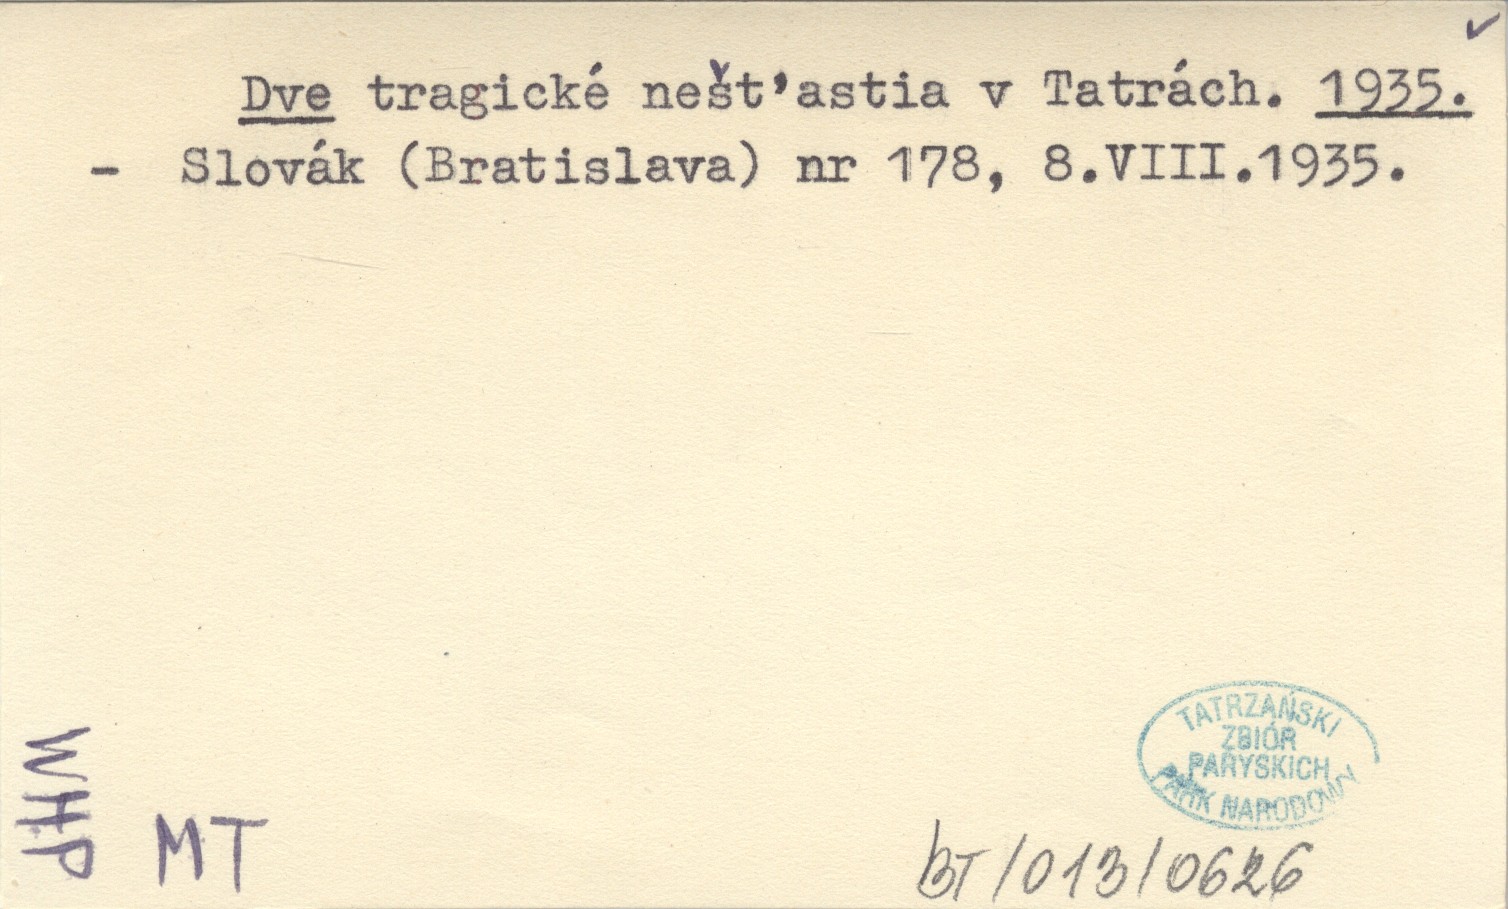 Dve tragické nešt'astia v Tatrách. 1935.
- Slovák (Bratislava) nr 178, 8.VIII.1935.
TATRZAŃSKI
ZBIÓR
PARYSKICH
PARK NARODOWY
WHP
MT
BT/013/0626